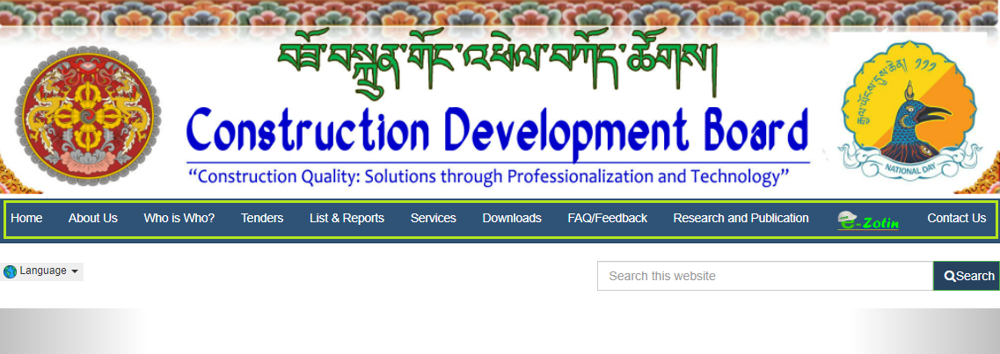 བཟོ་བསྐྲུན་གོང་འཕེལ་བཀོད་ཚོགས།
Construction Development Board
“Construction Quality: Solutions through Professionalization and Technology”
NATIONAL DAY
Home About Us Who is Who? Tenders List & Reports Services Downloads FAQ/Feedback Research and Publication e-Zotin Contact Us
Language
Search this website
Search